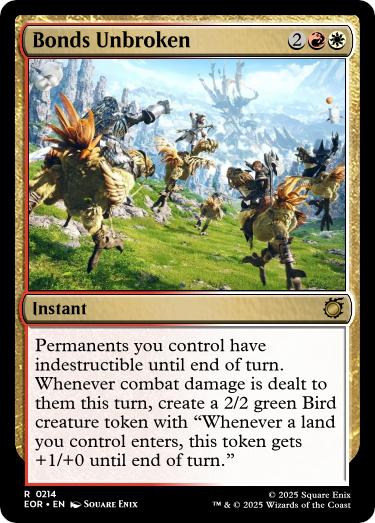 Bonds Unbroken 2
Instant
Permanents you control have
indestructible until end of turn.
Whenever combat damage is dealt to
them this turn, create a 2/2 green Bird
creature token with “Whenever a land
you control enters, this token gets
+1/+0 until end of turn.”
R 0214
EOR • EN SQUARE ENIX
© 2025 Square Enix
™ & © 2025 Wizards of the Coast